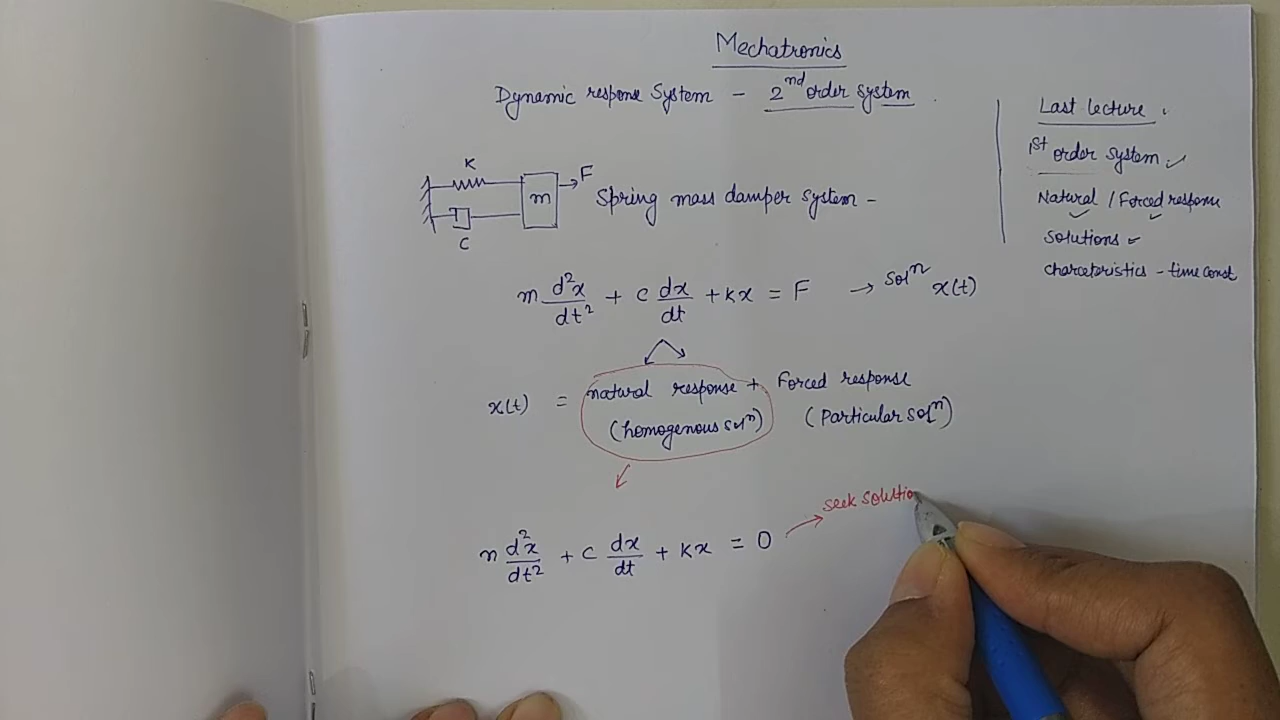 Mechatronics
Dynamic response System - 2nd order system.
K
m → F
C
Spring mass damper system -
m d²x/dt² + c dx/dt + kx = F → solⁿ x(t)
x(t) = natural response + Forced response
(homogenous solⁿ) (Particular solⁿ)
seek solutio
m d²x/dt² + c dx/dt + kx = 0
Last lecture.
1st order system ✓
Natural / Forced response
Solutions
charcteristics - time const